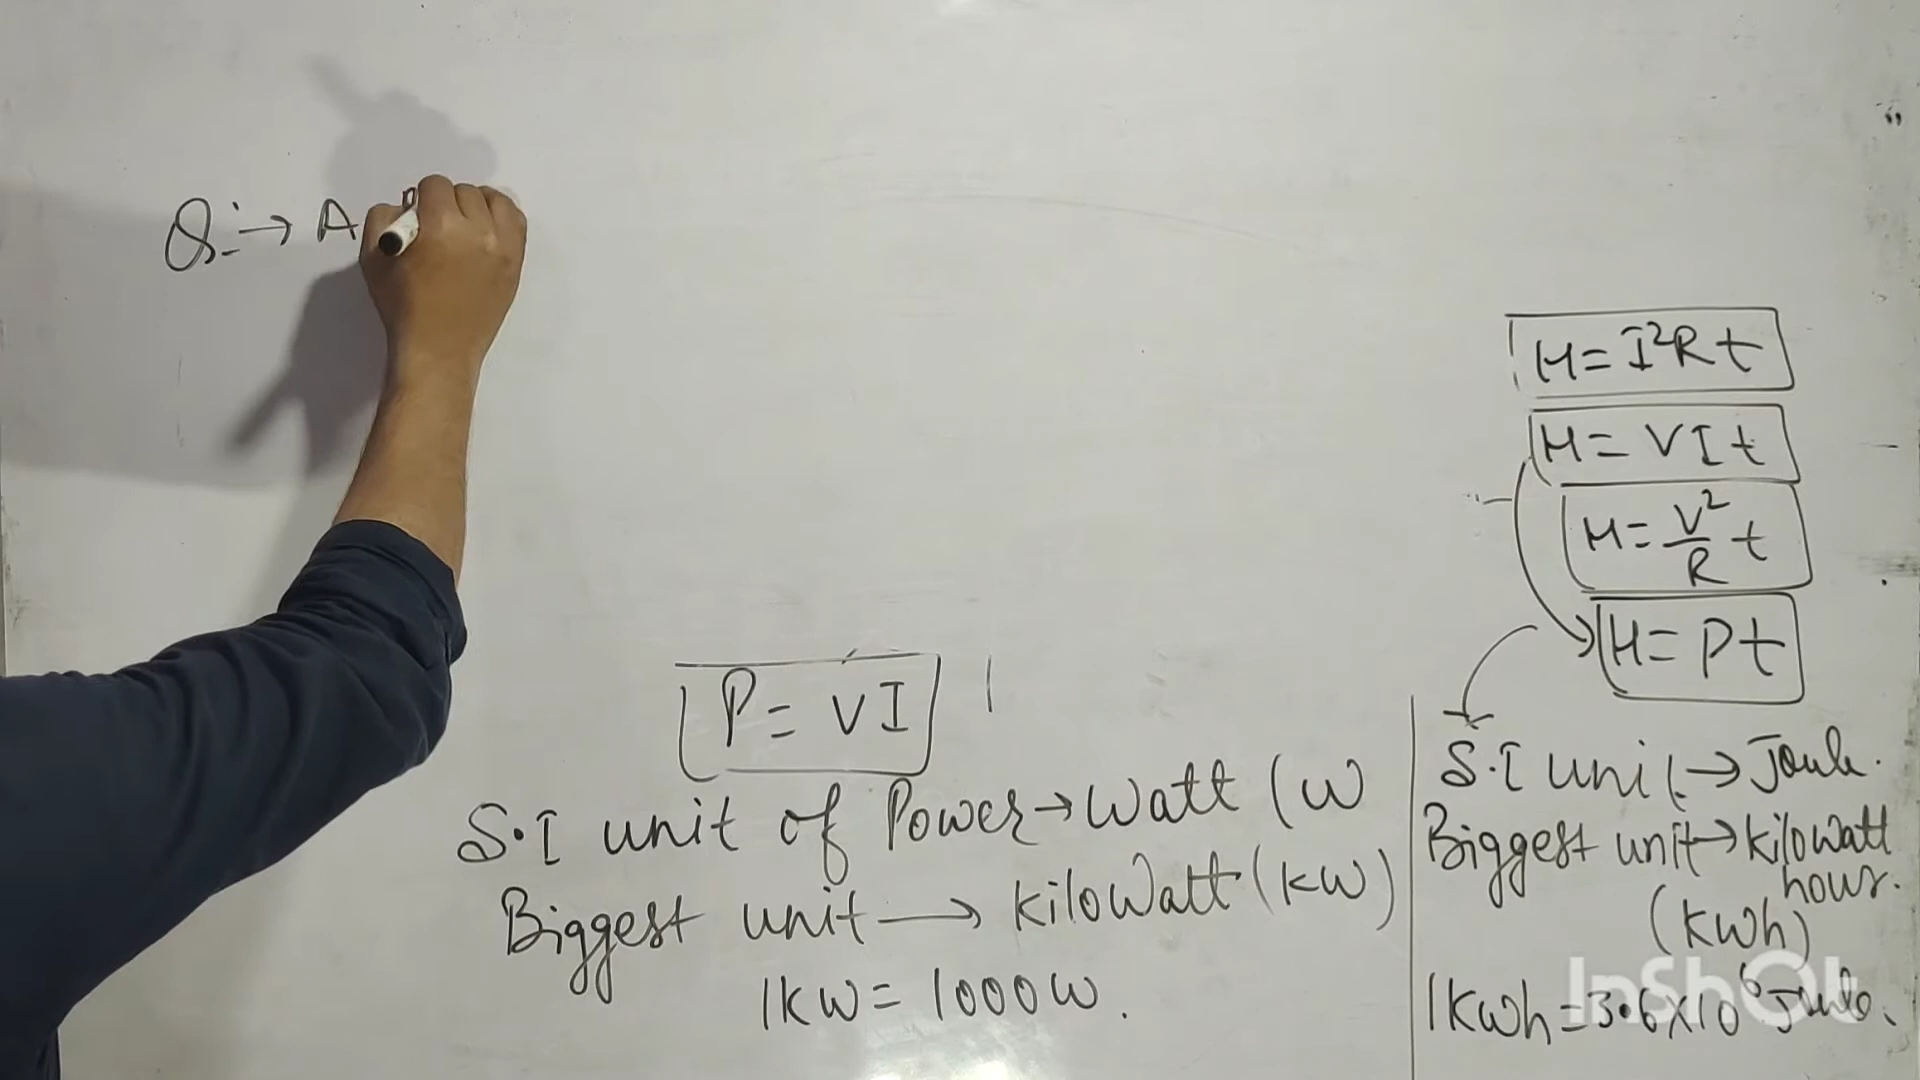 Q:→ A
H = I²Rt
H = VIt
H = V²/R t
H = Pt
P = VI
S.I unit of Power → Watt (W
Biggest unit → KiloWatt (KW)
1KW = 1000W.
S.I unit → Joule.
Biggest unit → KiloWatt
hour.
(KWh)
1KWh = 3.6×10⁶ Joule.
InShOt